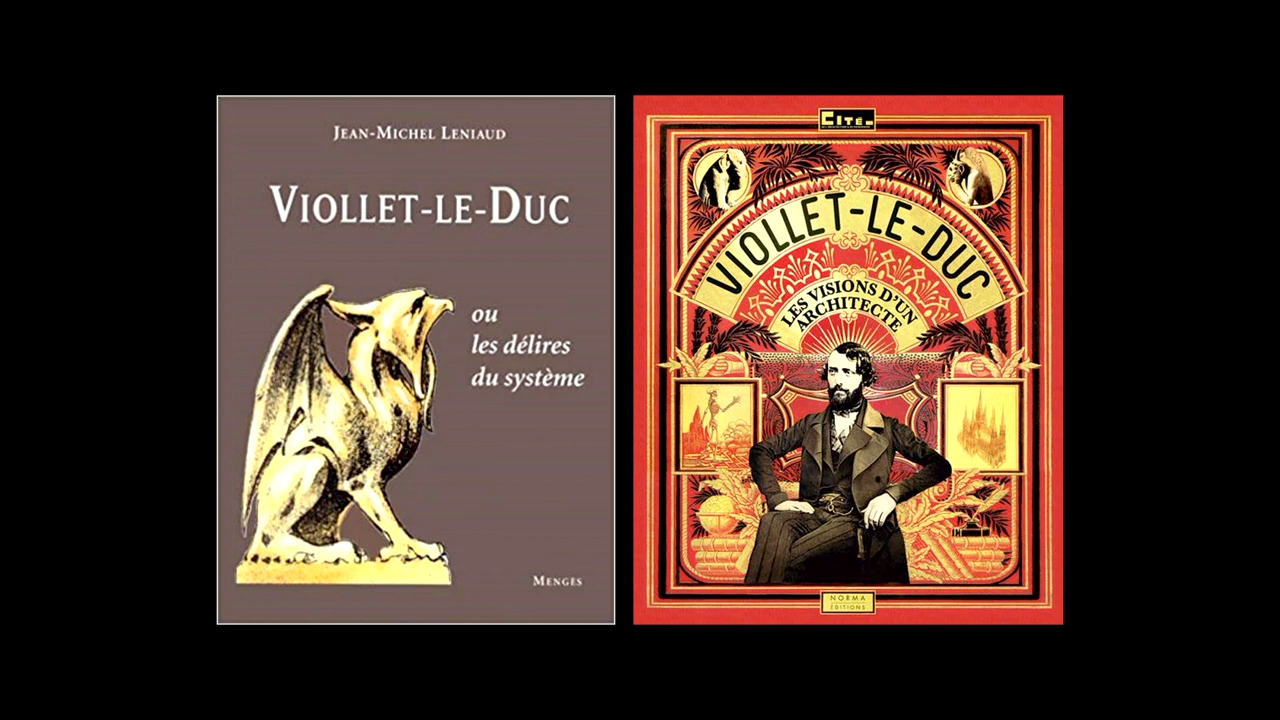 JEAN-MICHEL LENIAUD
VIOLLET-LE-DUC
ou
les délires
du système
MENGÈS
CITÉ
VIOLLET-LE-DUC
LES VISIONS D'UN
ARCHITECTE
NORMA
ÉDITIONS